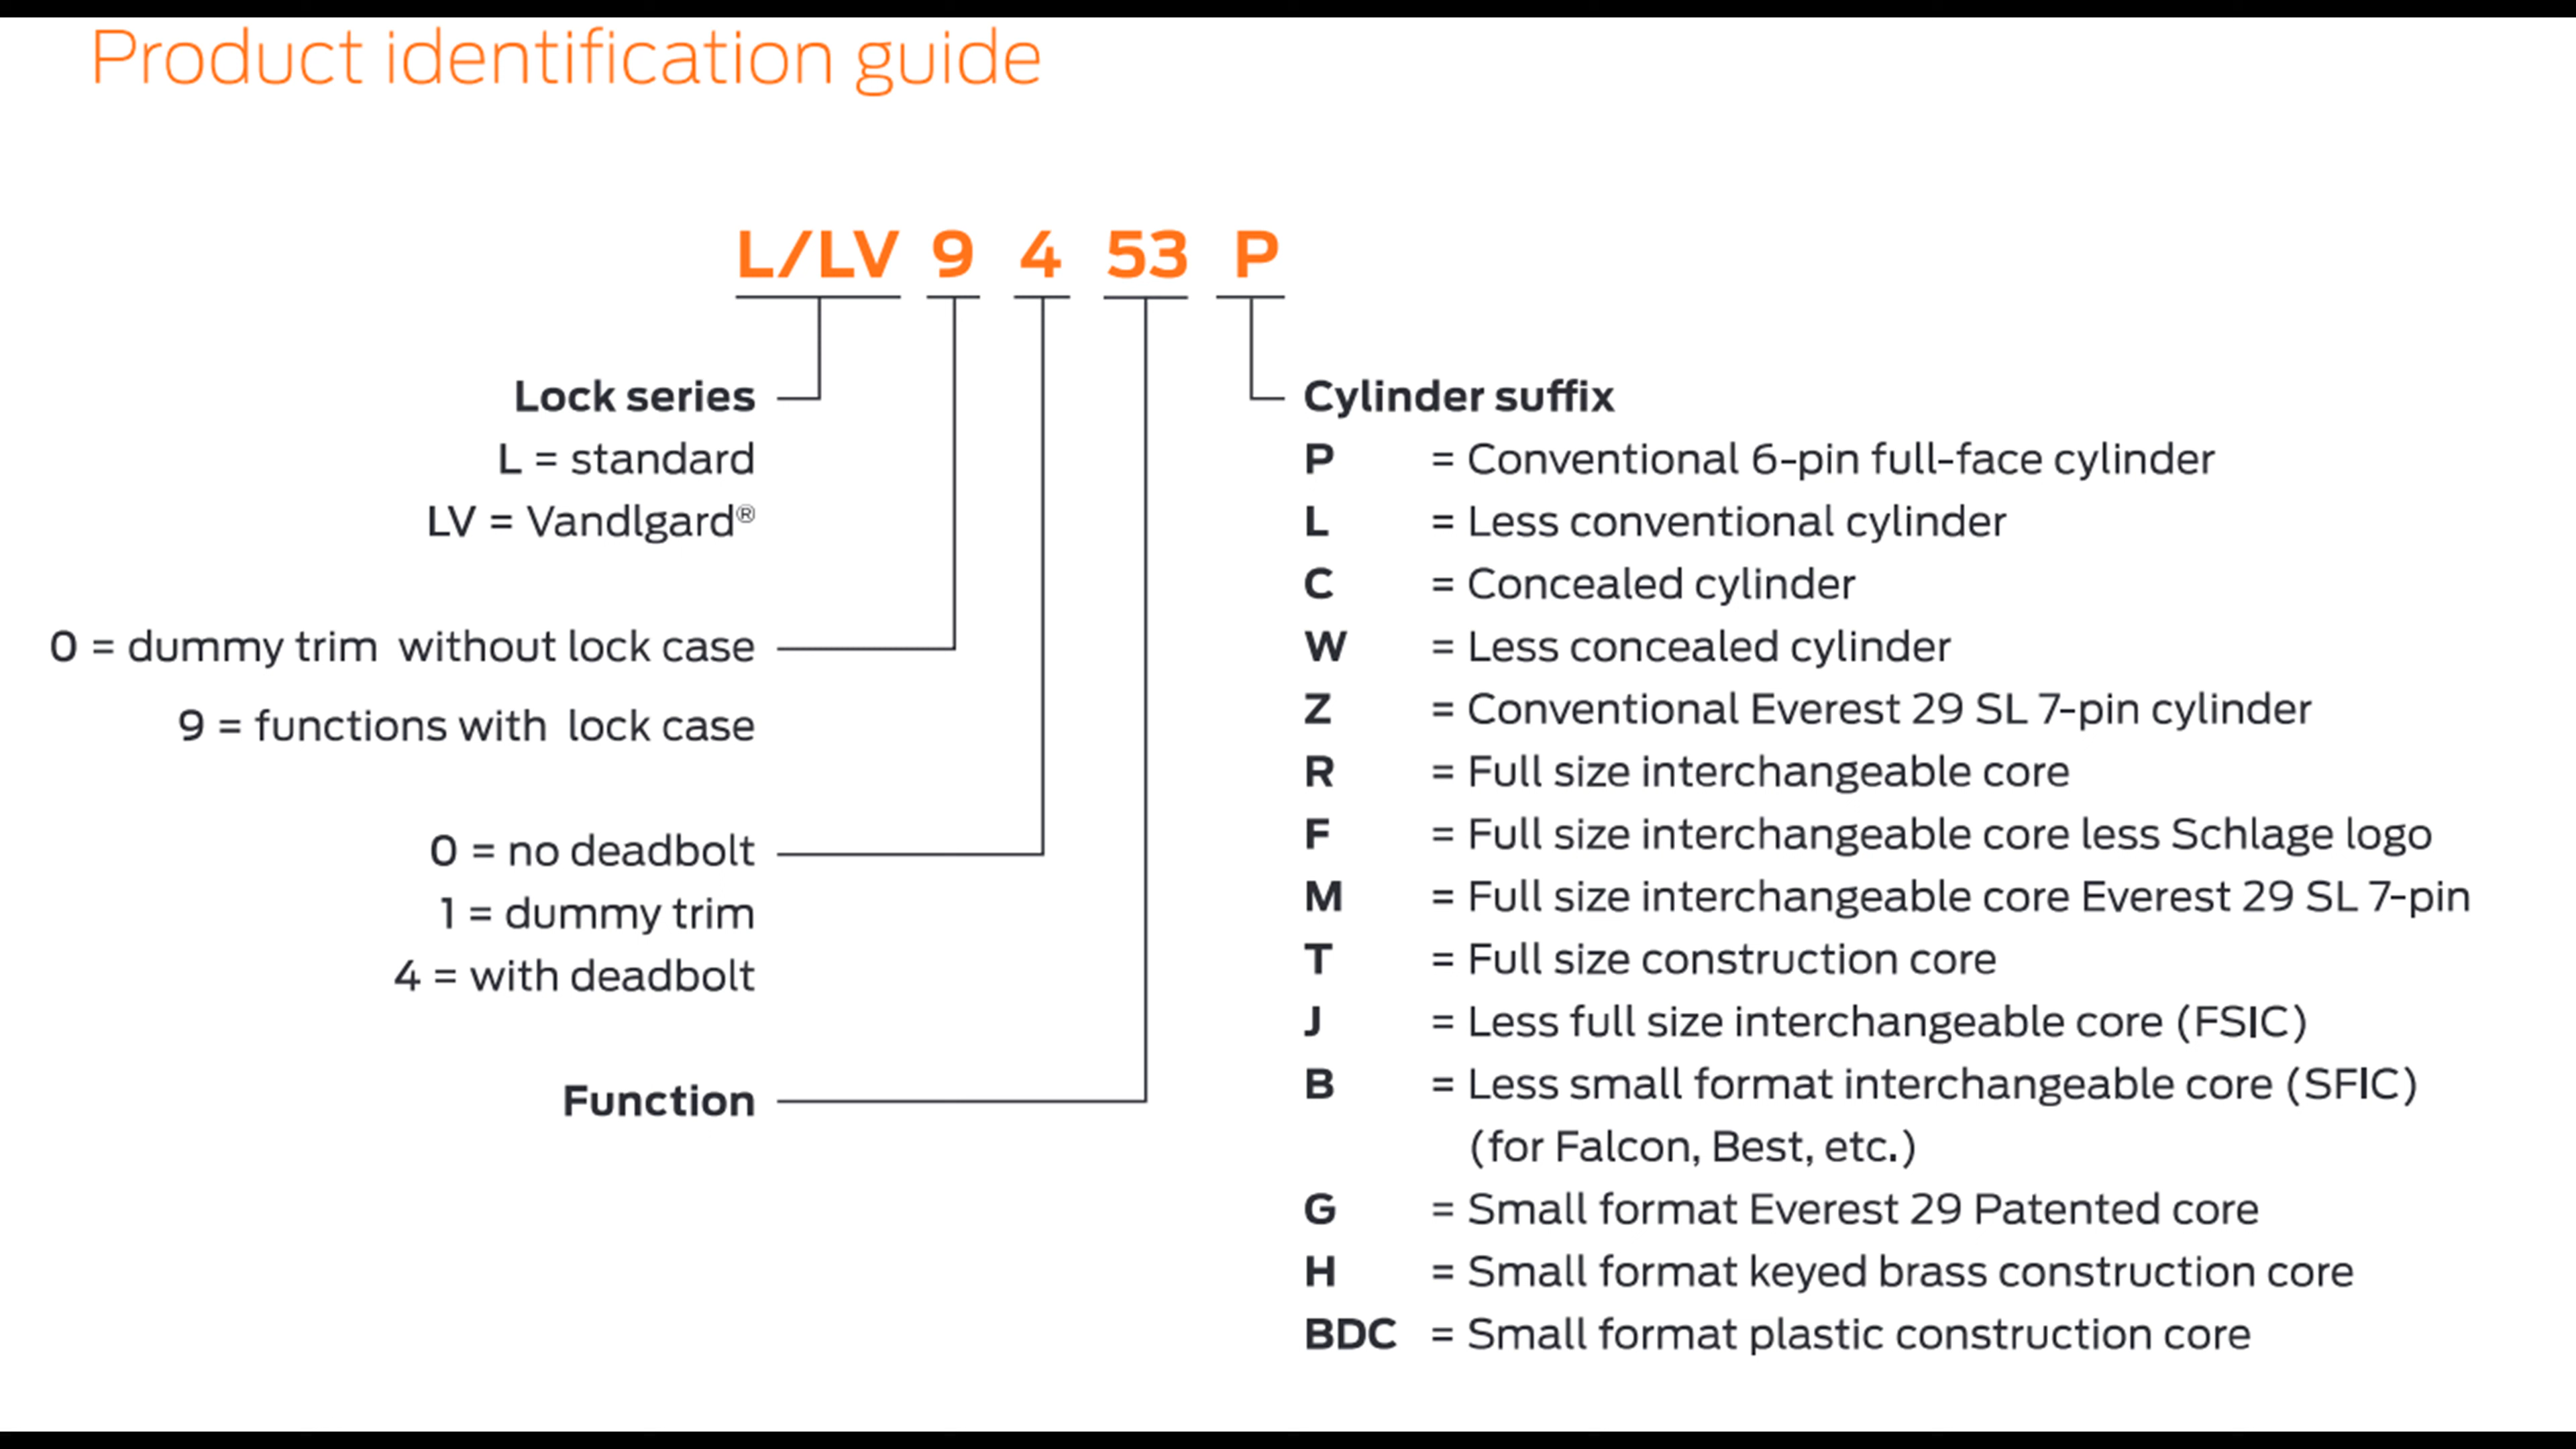 Product identification guide
L/LV 9 4 53 P
Lock series
L = standard
LV = Vandlgard®
0 = dummy trim without lock case
9 = functions with lock case
0 = no deadbolt
1 = dummy trim
4 = with deadbolt
Function
Cylinder suffix
P = Conventional 6-pin full-face cylinder
L = Less conventional cylinder
C = Concealed cylinder
W = Less concealed cylinder
Z = Conventional Everest 29 SL 7-pin cylinder
R = Full size interchangeable core
F = Full size interchangeable core less Schlage logo
M = Full size interchangeable core Everest 29 SL 7-pin
T = Full size construction core
J = Less full size interchangeable core (FSIC)
B = Less small format interchangeable core (SFIC)
(for Falcon, Best, etc.)
G = Small format Everest 29 Patented core
H = Small format keyed brass construction core
BDC = Small format plastic construction core